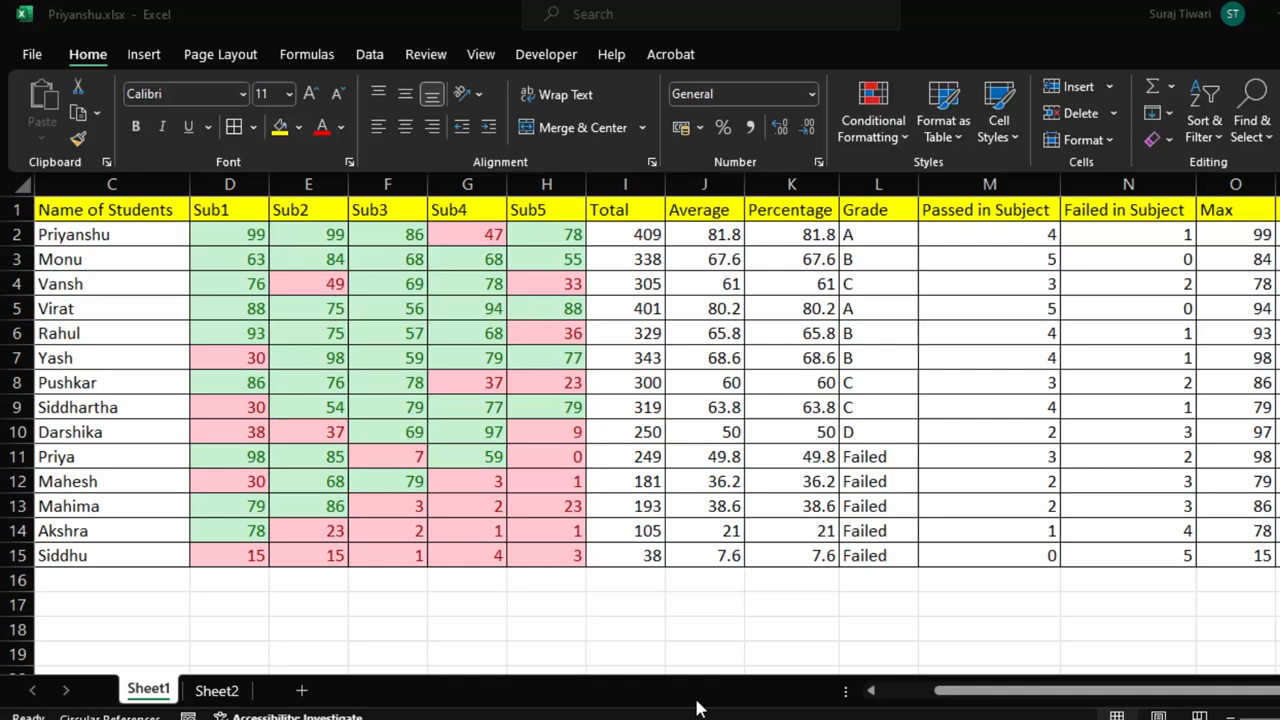 Priyanshu.xlsx - Excel
Search
Suraj Tiwari ST
File Home Insert Page Layout Formulas Data Review View Developer Help Acrobat
Paste
Clipboard
Calibri 11
B I U
Font
Wrap Text
Merge & Center
Alignment
General
Number
Conditional Formatting
Format as Table
Cell Styles
Styles
Insert
Delete
Format
Cells
Sort & Filter
Find & Select
Editing
C D E F G H I J K L M N O
1 Name of Students Sub1 Sub2 Sub3 Sub4 Sub5 Total Average Percentage Grade Passed in Subject Failed in Subject Max
2 Priyanshu 99 99 86 47 78 409 81.8 81.8 A 4 1 99
3 Monu 63 84 68 68 55 338 67.6 67.6 B 5 0 84
4 Vansh 76 49 69 78 33 305 61 61 C 3 2 78
5 Virat 88 75 56 94 88 401 80.2 80.2 A 5 0 94
6 Rahul 93 75 57 68 36 329 65.8 65.8 B 4 1 93
7 Yash 30 98 59 79 77 343 68.6 68.6 B 4 1 98
8 Pushkar 86 76 78 37 23 300 60 60 C 3 2 86
9 Siddhartha 30 54 79 77 79 319 63.8 63.8 C 4 1 79
10 Darshika 38 37 69 97 9 250 50 50 D 2 3 97
11 Priya 98 85 7 59 0 249 49.8 49.8 Failed 3 2 98
12 Mahesh 30 68 79 3 1 181 36.2 36.2 Failed 2 3 79
13 Mahima 79 86 3 2 23 193 38.6 38.6 Failed 2 3 86
14 Akshra 78 23 2 1 1 105 21 21 Failed 1 4 78
15 Siddhu 15 15 1 4 3 38 7.6 7.6 Failed 0 5 15
16
17
18
19
Sheet1 Sheet2
Ready Circular References Accessibility: Investigate